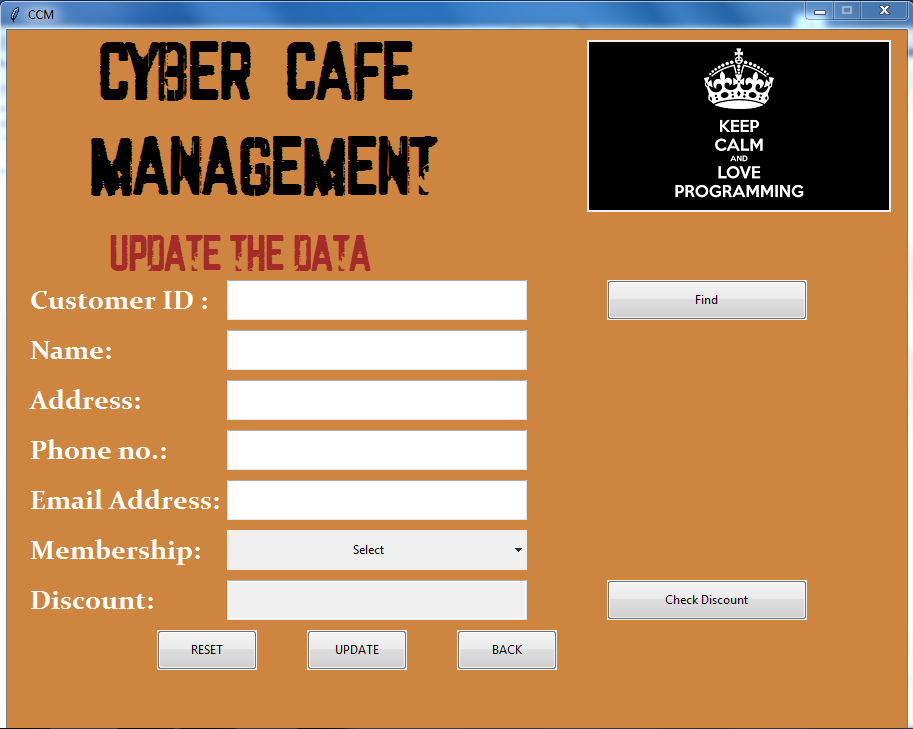 CCM
CYBER CAFE
MANAGEMENT
KEEP
CALM
AND
LOVE
PROGRAMMING
UPDATE THE DATA
Customer ID :
Find
Name:
Address:
Phone no.:
Email Address:
Membership:
Select
Discount:
Check Discount
RESET
UPDATE
BACK